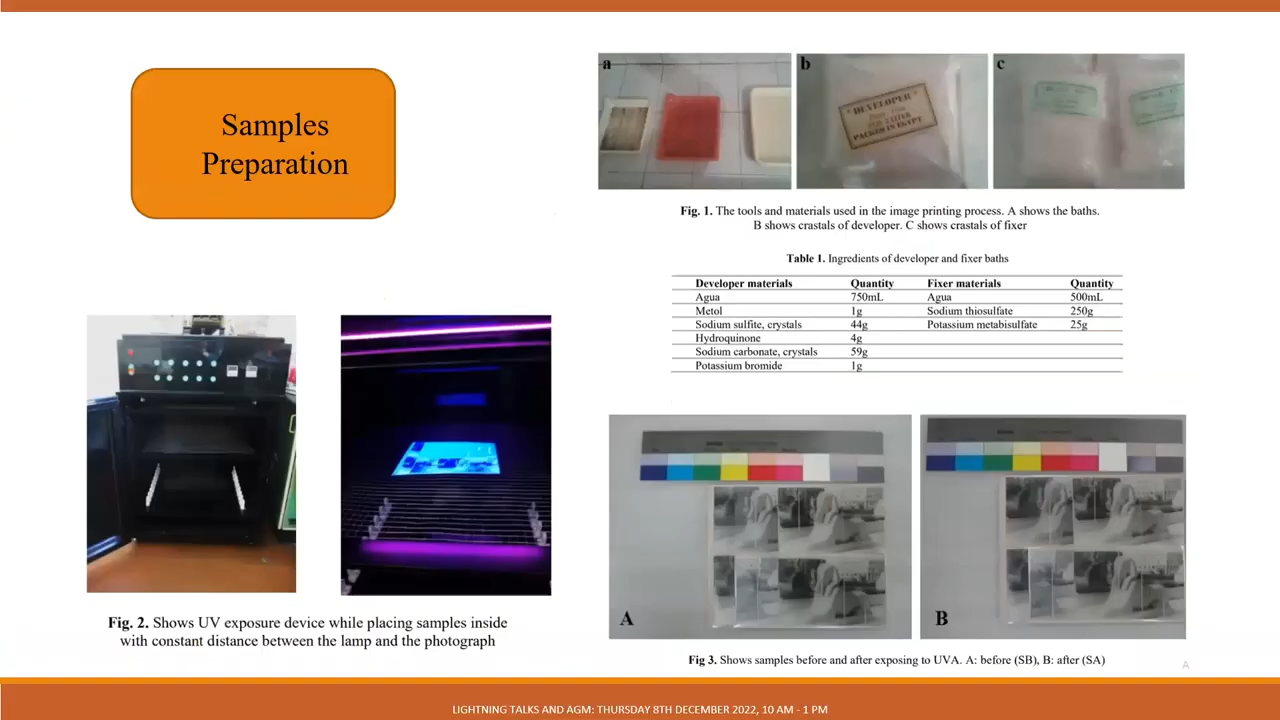 Samples
Preparation
a
b
c
DEVELOPER
PACKED IN EGYPT
Fig. 1. The tools and materials used in the image printing process. A shows the baths.
B shows crastals of developer. C shows crastals of fixer
Table 1. Ingredients of developer and fixer baths
Developer materials Quantity Fixer materials Quantity
Agua 750mL Agua 500mL
Metol 1g Sodium thiosulfate 250g
Sodium sulfite, crystals 44g Potassium metabisulfate 25g
Hydroquinone 4g
Sodium carbonate, crystals 59g
Potassium bromide 1g
A
B
Fig. 2. Shows UV exposure device while placing samples inside
with constant distance between the lamp and the photograph
Fig 3. Shows samples before and after exposing to UVA. A: before (SB), B: after (SA)
A
LIGHTNING TALKS AND AGM: THURSDAY 8TH DECEMBER 2022, 10 AM - 1 PM